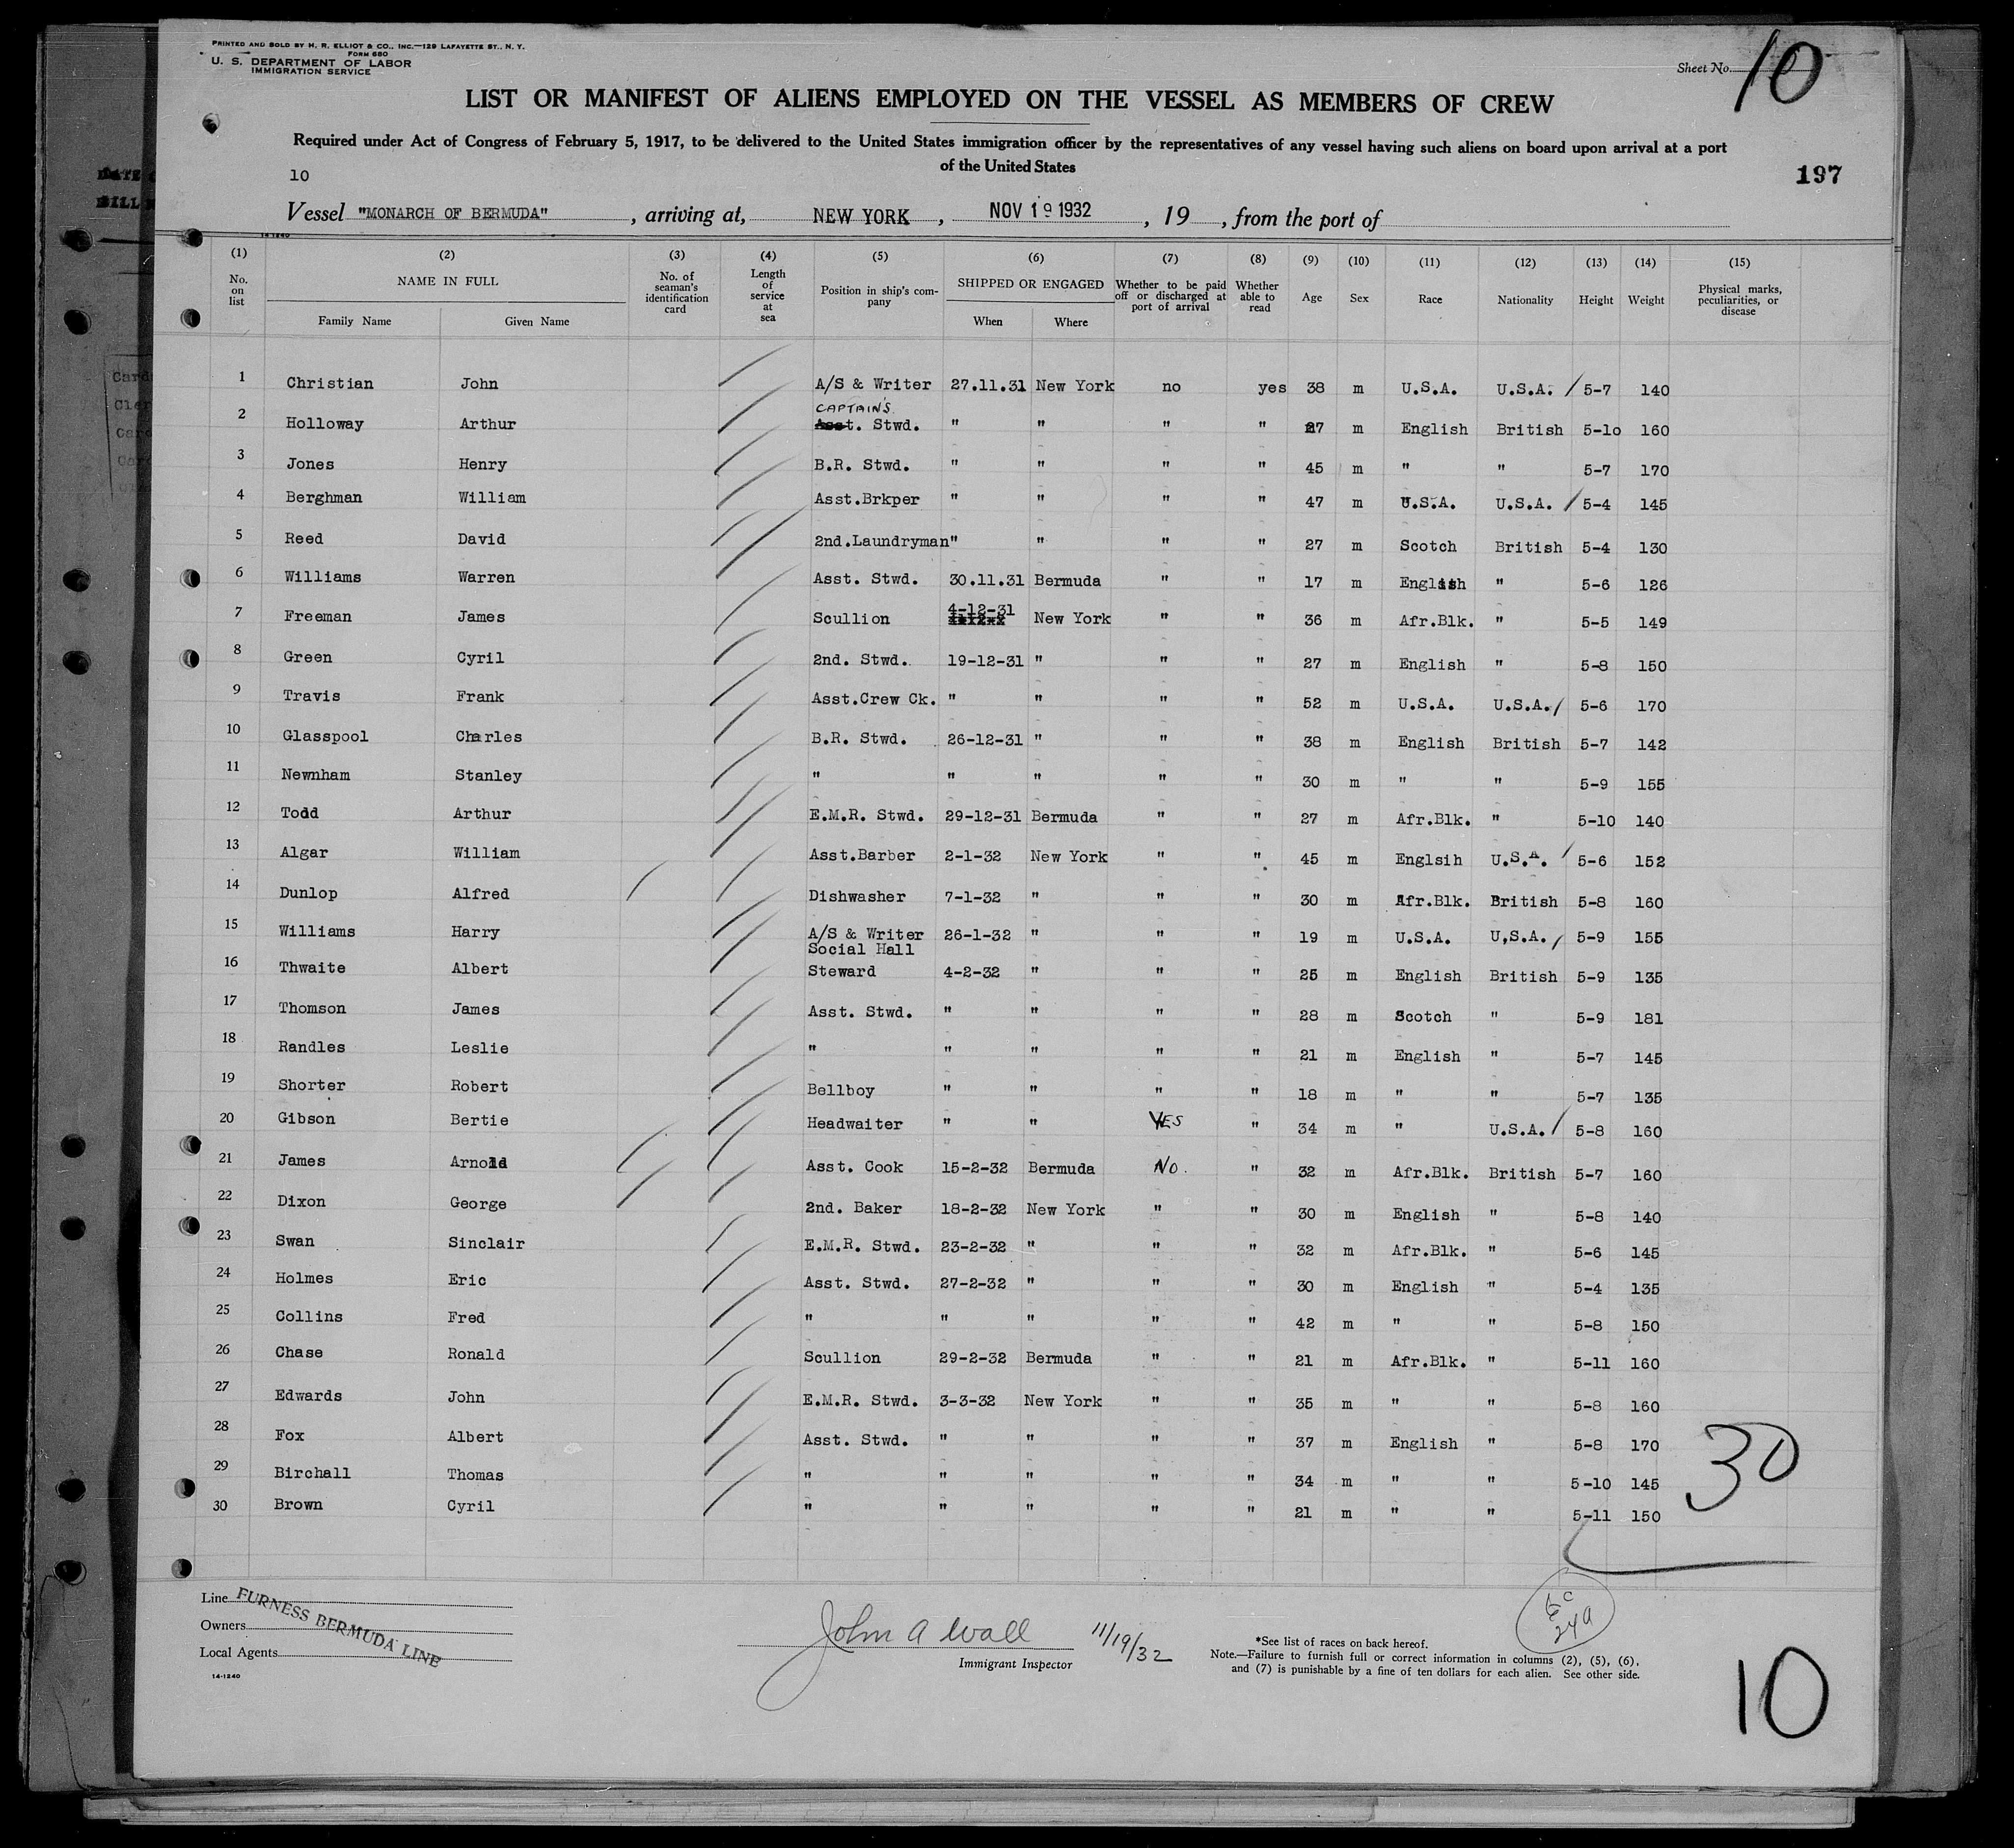 PRINTED AND SOLD BY H. R. ELLIOT & CO., INC.—129 LAFAYETTE ST., N. Y.
FORM 680
U. S. DEPARTMENT OF LABOR
IMMIGRATION SERVICE
Sheet No. 10
LIST OR MANIFEST OF ALIENS EMPLOYED ON THE VESSEL AS MEMBERS OF CREW
Required under Act of Congress of February 5, 1917, to be delivered to the United States immigration officer by the representatives of any vessel having such aliens on board upon arrival at a port
of the United States
10
197
Vessel "MONARCH OF BERMUDA", arriving at, NEW YORK, NOV 19 1932, 19, from the port of
14-1240
(1) (2) (3) (4) (5) (6) (7) (8) (9) (10) (11) (12) (13) (14) (15)
No. on list NAME IN FULL Family Name Given Name No. of seaman's identification card Length of service at sea Position in ship's company SHIPPED OR ENGAGED When Where Whether to be paid off or discharged at port of arrival Whether able to read Age Sex Race Nationality Height Weight Physical marks, peculiarities, or disease
1 Christian John A/S & Writer 27.11.31 New York no yes 38 m U.S.A. U.S.A. / 5-7 140
CAPTAIN'S
2 Holloway Arthur Asst. Stwd. " " " " 27 m English British 5-10 160
3 Jones Henry B.R. Stwd. " " " " 45 m " " 5-7 170
4 Berghman William Asst.Brkper " " " " 47 m U.S.A. U.S.A. / 5-4 145
5 Reed David 2nd.Laundryman" " " " 27 m Scotch British 5-4 130
6 Williams Warren Asst. Stwd. 30.11.31 Bermuda " " 17 m English " 5-6 126
7 Freeman James Scullion 4-12-31 New York " " 36 m Afr.Blk. " 5-5 149
8 Green Cyril 2nd. Stwd. 19-12-31 " " " 27 m English " 5-8 150
9 Travis Frank Asst.Crew Ck. " " " " 52 m U.S.A. U.S.A. / 5-6 170
10 Glasspool Charles B.R. Stwd. 26-12-31 " " " 38 m English British 5-7 142
11 Newnham Stanley " " " " " 30 m " " 5-9 155
12 Todd Arthur E.M.R. Stwd. 29-12-31 Bermuda " " 27 m Afr.Blk. " 5-10 140
13 Algar William Asst.Barber 2-1-32 New York " " 45 m Englsih U.S.A. / 5-6 152
14 Dunlop Alfred Dishwasher 7-1-32 " " " 30 m Afr.Blk. British 5-8 160
15 Williams Harry A/S & Writer 26-1-32 " " " 19 m U.S.A. U,S.A. / 5-9 155
Social Hall
16 Thwaite Albert Steward 4-2-32 " " " 25 m English British 5-9 135
17 Thomson James Asst. Stwd. " " " " 28 m Scotch " 5-9 181
18 Randles Leslie " " " " " 21 m English " 5-7 145
19 Shorter Robert Bellboy " " " " 18 m " " 5-7 135
20 Gibson Bertie Headwaiter " " YES " 34 m " U.S.A. / 5-8 160
21 James Arnold Asst. Cook 15-2-32 Bermuda No. " 32 m Afr.Blk. British 5-7 160
22 Dixon George 2nd. Baker 18-2-32 New York " " 30 m English " 5-8 140
23 Swan Sinclair E.M.R. Stwd. 23-2-32 " " " 32 m Afr.Blk. " 5-6 145
24 Holmes Eric Asst. Stwd. 27-2-32 " " " 30 m English " 5-4 135
25 Collins Fred " " " " " 42 m " " 5-8 150
26 Chase Ronald Scullion 29-2-32 Bermuda " " 21 m Afr.Blk. " 5-11 160
27 Edwards John E.M.R. Stwd. 3-3-32 New York " " 35 m " " 5-8 160
28 Fox Albert Asst. Stwd. " " " " 37 m English " 5-8 170
29 Birchall Thomas " " " " " 34 m " " 5-10 145
30 Brown Cyril " " " " " 21 m " " 5-11 150
30
Line
Owners
Local Agents
FURNESS BERMUDA LINE
14-1240
John A Wall 11/19/32
Immigrant Inspector
*See list of races on back hereof.
Note.—Failure to furnish full or correct information in columns (2), (5), (6),
and (7) is punishable by a fine of ten dollars for each alien. See other side.
10